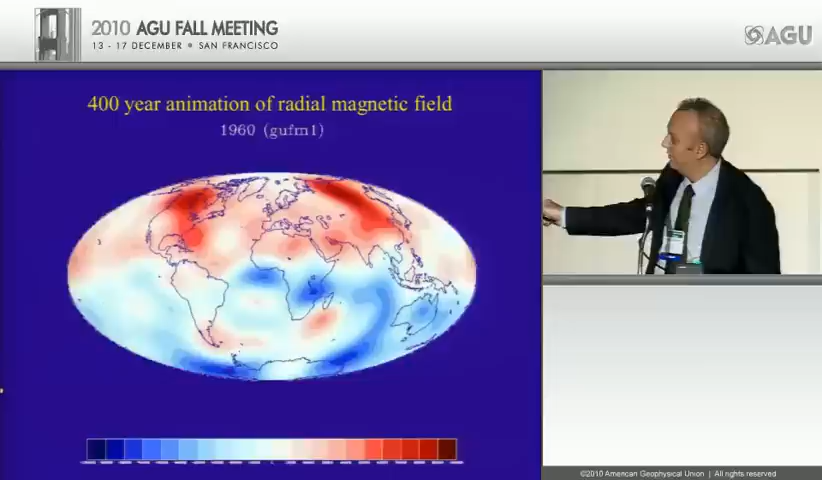 2010 AGU FALL MEETING
13 - 17 DECEMBER • SAN FRANCISCO
AGU
400 year animation of radial magnetic field
1960 (gufm1)
©2010 American Geophysical Union | All rights reserved